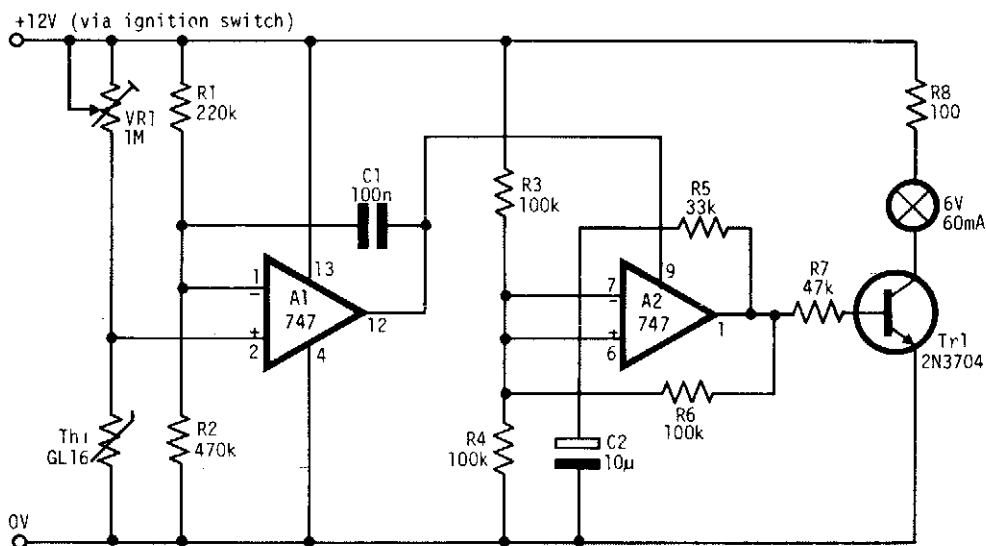 +12V (via ignition switch)
VR1
1M
R1
220k
C1
100n
R3
100k
R5
33k
R8
100
6V
60mA
1
-
A1
747
13
12
+
2
4
7
-
A2
747
9
1
+
6
R7
47k
Tr1
2N3704
Th1
GL16
R2
470k
R4
100k
R6
100k
C2
10µ
0V